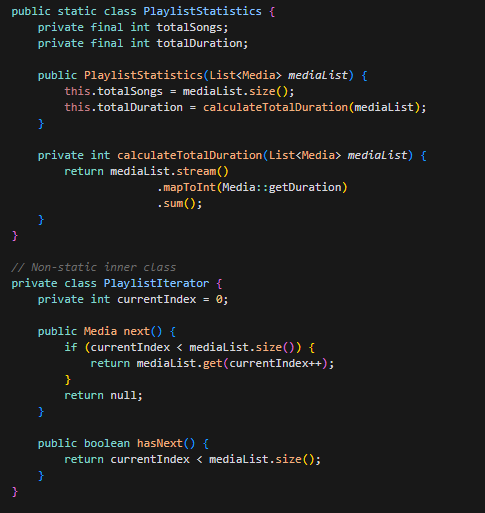 public static class PlaylistStatistics {
    private final int totalSongs;
    private final int totalDuration;

    public PlaylistStatistics(List<Media> mediaList) {
        this.totalSongs = mediaList.size();
        this.totalDuration = calculateTotalDuration(mediaList);
    }

    private int calculateTotalDuration(List<Media> mediaList) {
        return mediaList.stream()
                      .mapToInt(Media::getDuration)
                      .sum();
    }
}

// Non-static inner class
private class PlaylistIterator {
    private int currentIndex = 0;

    public Media next() {
        if (currentIndex < mediaList.size()) {
            return mediaList.get(currentIndex++);
        }
        return null;
    }

    public boolean hasNext() {
        return currentIndex < mediaList.size();
    }
}